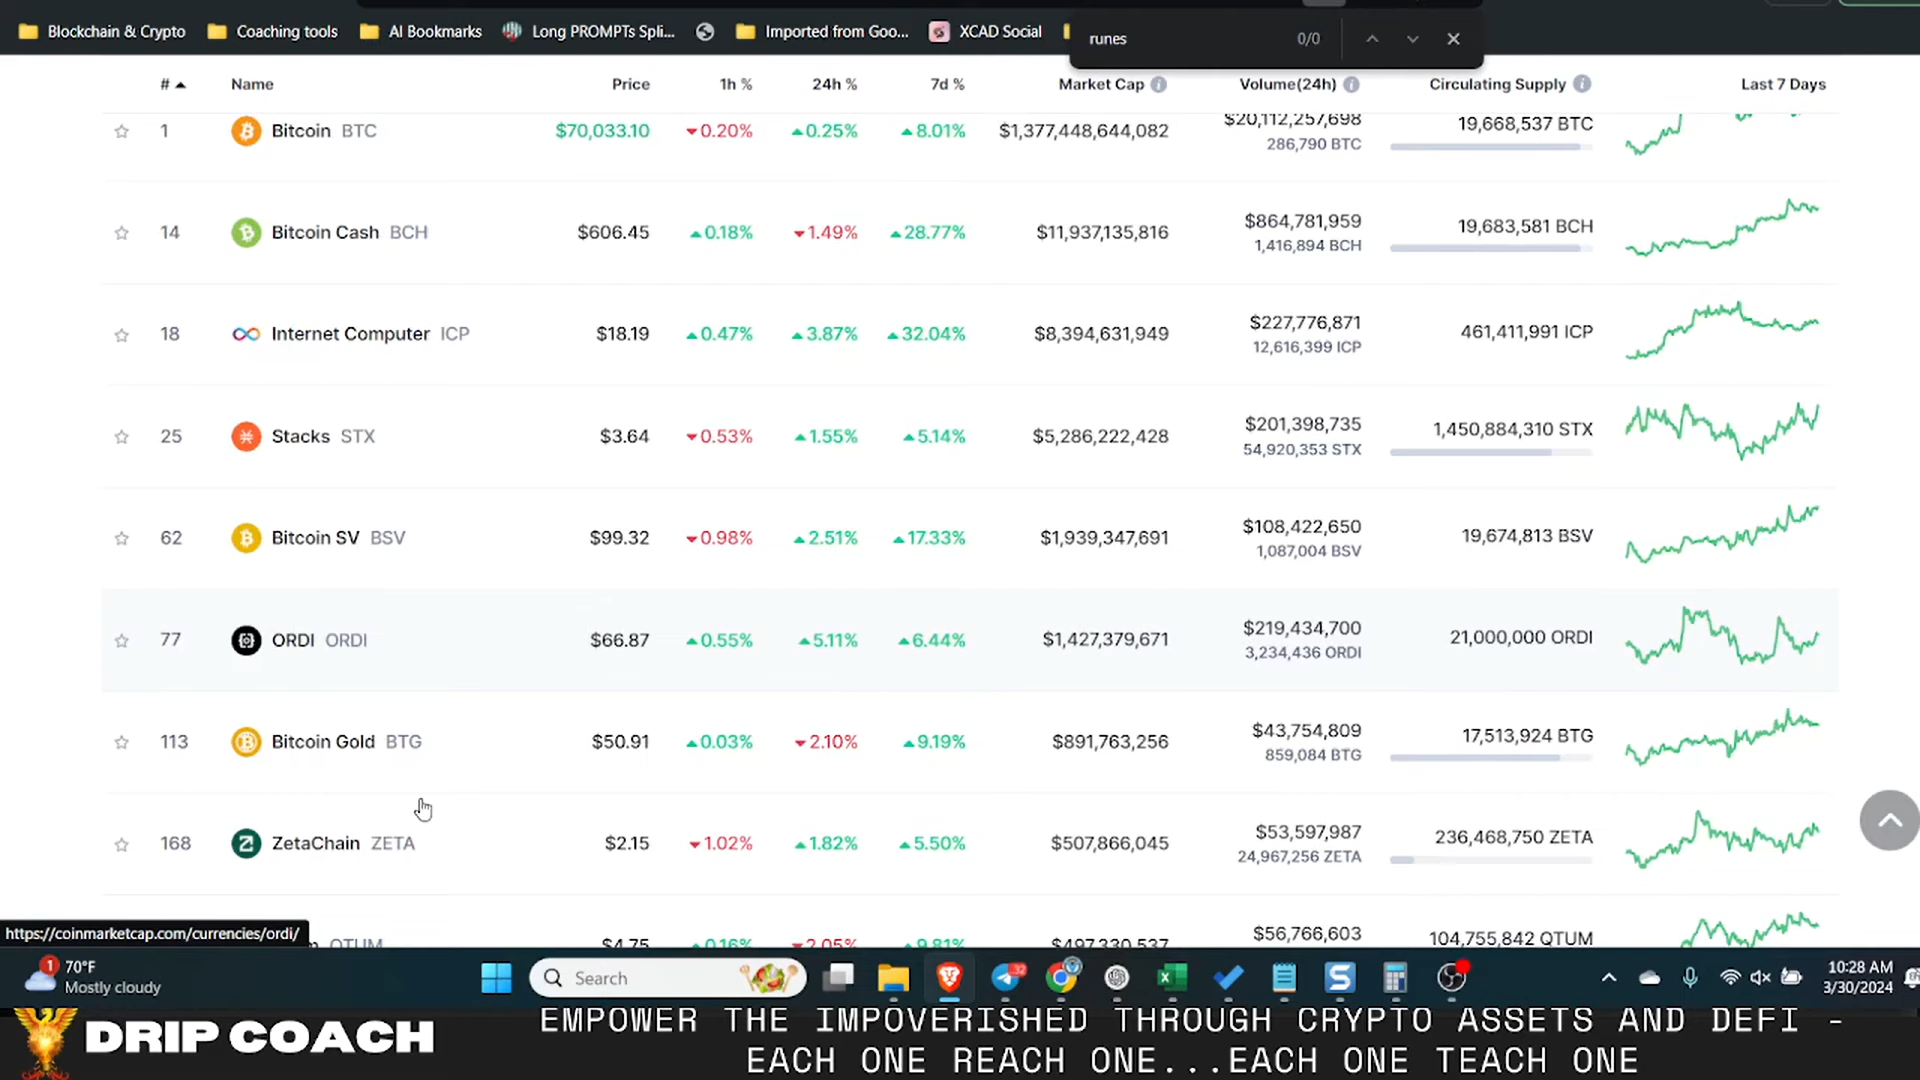 Blockchain & Crypto Coaching tools AI Bookmarks Long PROMPTs Spli... Imported from Goo... XCAD Social
runes 0/0
# Name Price 1h % 24h % 7d % Market Cap Volume(24h) Circulating Supply Last 7 Days
1 Bitcoin BTC $70,033.10 0.20% 0.25% 8.01% $1,377,448,644,082 $20,112,257,698 19,668,537 BTC
286,790 BTC
14 Bitcoin Cash BCH $606.45 0.18% 1.49% 28.77% $11,937,135,816 $864,781,959 19,683,581 BCH
1,416,894 BCH
18 Internet Computer ICP $18.19 0.47% 3.87% 32.04% $8,394,631,949 $227,776,871 461,411,991 ICP
12,616,399 ICP
25 Stacks STX $3.64 0.53% 1.55% 5.14% $5,286,222,428 $201,398,735 1,450,884,310 STX
54,920,353 STX
62 Bitcoin SV BSV $99.32 0.98% 2.51% 17.33% $1,939,347,691 $108,422,650 19,674,813 BSV
1,087,004 BSV
77 ORDI ORDI $66.87 0.55% 5.11% 6.44% $1,427,379,671 $219,434,700 21,000,000 ORDI
3,234,436 ORDI
113 Bitcoin Gold BTG $50.91 0.03% 2.10% 9.19% $891,763,256 $43,754,809 17,513,924 BTG
859,084 BTG
168 ZetaChain ZETA $2.15 1.02% 1.82% 5.50% $507,866,045 $53,597,987 236,468,750 ZETA
24,967,256 ZETA
QTUM $4.75 0.16% 2.05% 9.81% $497,330,537 $56,766,603 104,755,842 QTUM
https://coinmarketcap.com/currencies/ordi/
1 70°F
Mostly cloudy
Search
32
10:28 AM
3/30/2024
DRIP COACH
EMPOWER THE IMPOVERISHED THROUGH CRYPTO ASSETS AND DEFI -
EACH ONE REACH ONE...EACH ONE TEACH ONE